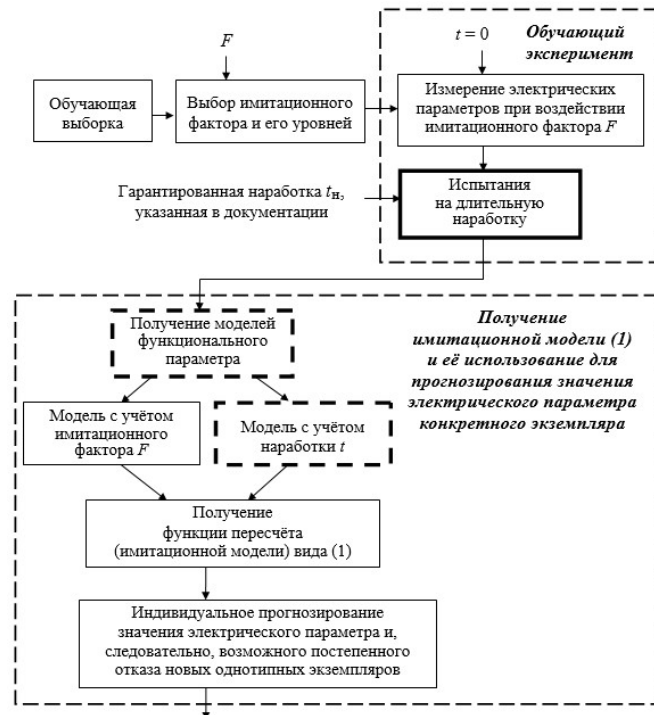 Обучающий
эксперимент
F
t = 0
Обучающая
выборка
Выбор имитационного
фактора и его уровней
Измерение электрических
параметров при воздействии
имитационного фактора F
Гарантированная наработка tн,
указанная в документации
Испытания
на длительную
наработку
Получение моделей
функционального
параметра
Получение
имитационной модели (1)
и её использование для
прогнозирования значения
электрического параметра
конкретного экземпляра
Модель с учётом
имитационного
фактора F
Модель с учётом
наработки t
Получение
функции пересчёта
(имитационной модели) вида (1)
Индивидуальное прогнозирование
значения электрического параметра и,
следовательно, возможного постепенного
отказа новых однотипных экземпляров